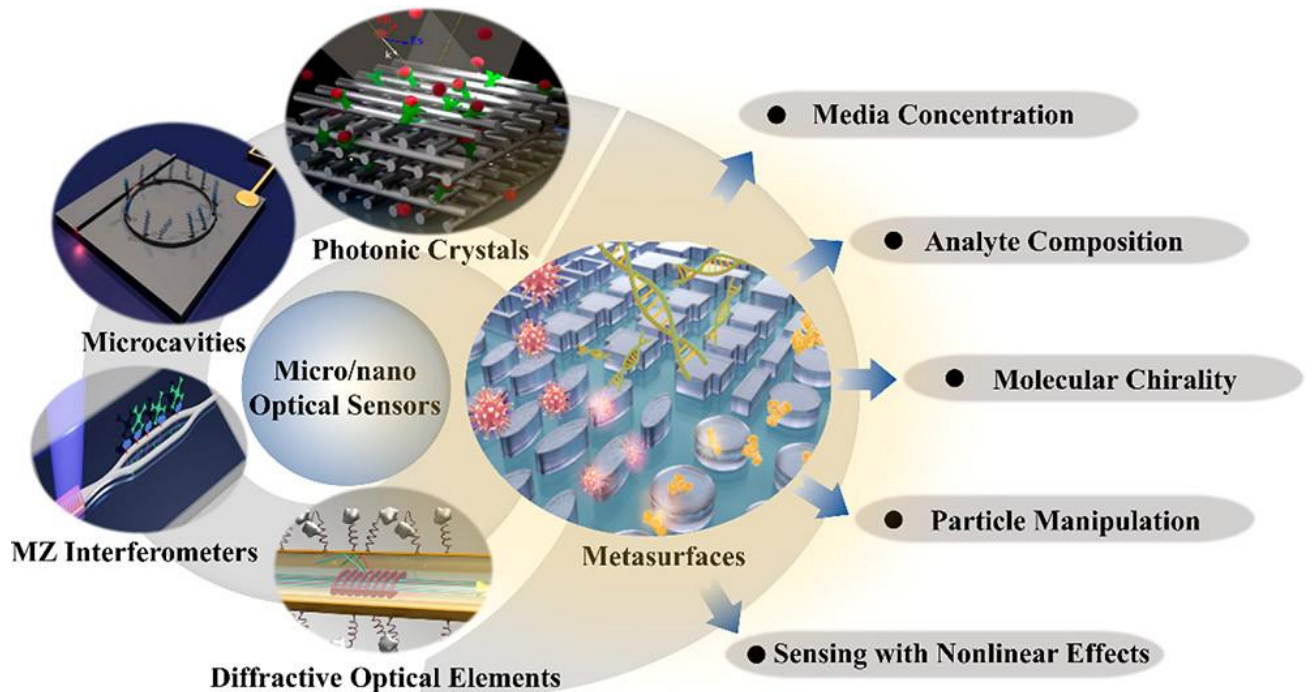 Photonic Crystals
Microcavities
Micro/nano
Optical Sensors
MZ Interferometers
Diffractive Optical Elements
Metasurfaces
● Media Concentration
● Analyte Composition
● Molecular Chirality
● Particle Manipulation
● Sensing with Nonlinear Effects